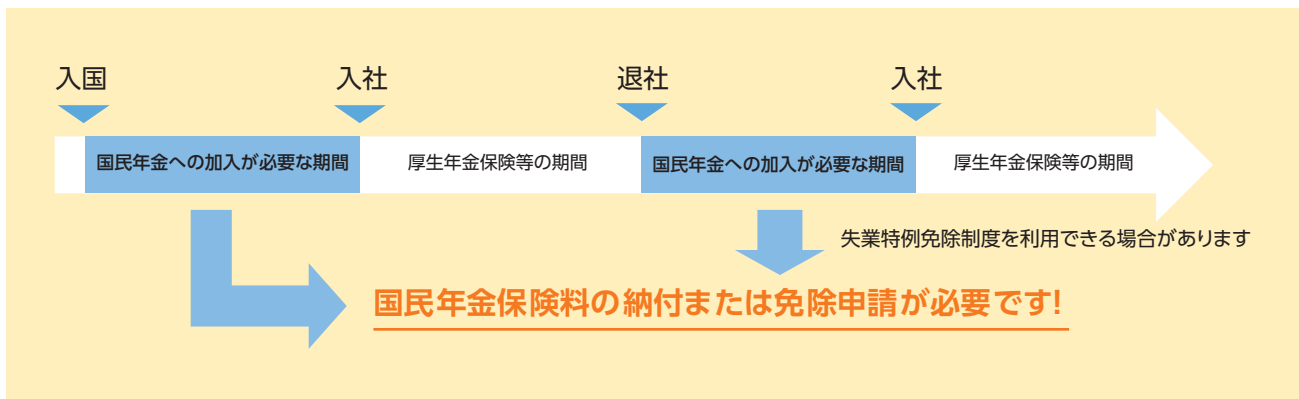 入国
入社
退社
入社
国民年金への加入が必要な期間
厚生年金保険等の期間
国民年金への加入が必要な期間
厚生年金保険等の期間
失業特例免除制度を利用できる場合があります
国民年金保険料の納付または免除申請が必要です!